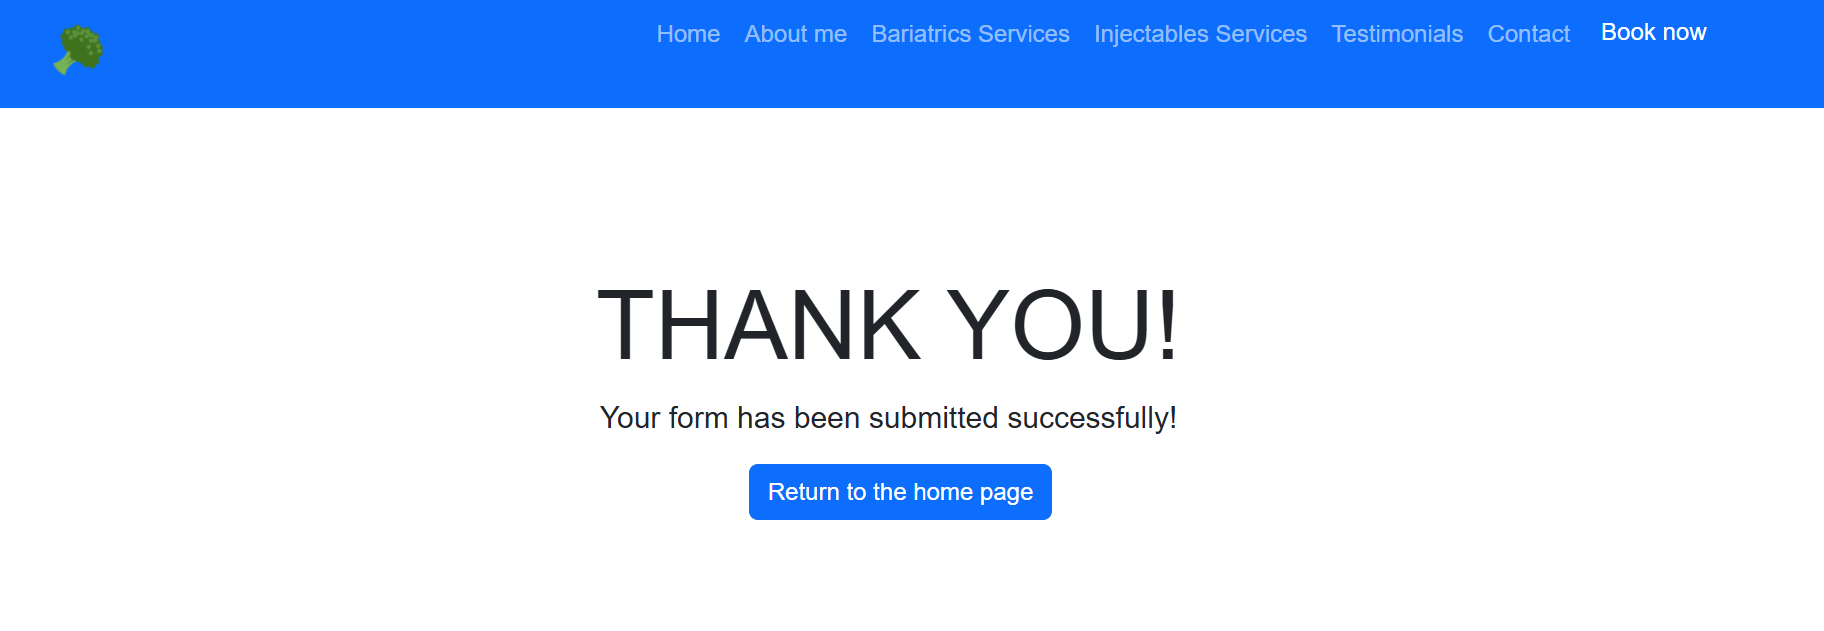 Home About me Bariatrics Services Injectables Services Testimonials Contact Book now
THANK YOU!
Your form has been submitted successfully!
Return to the home page